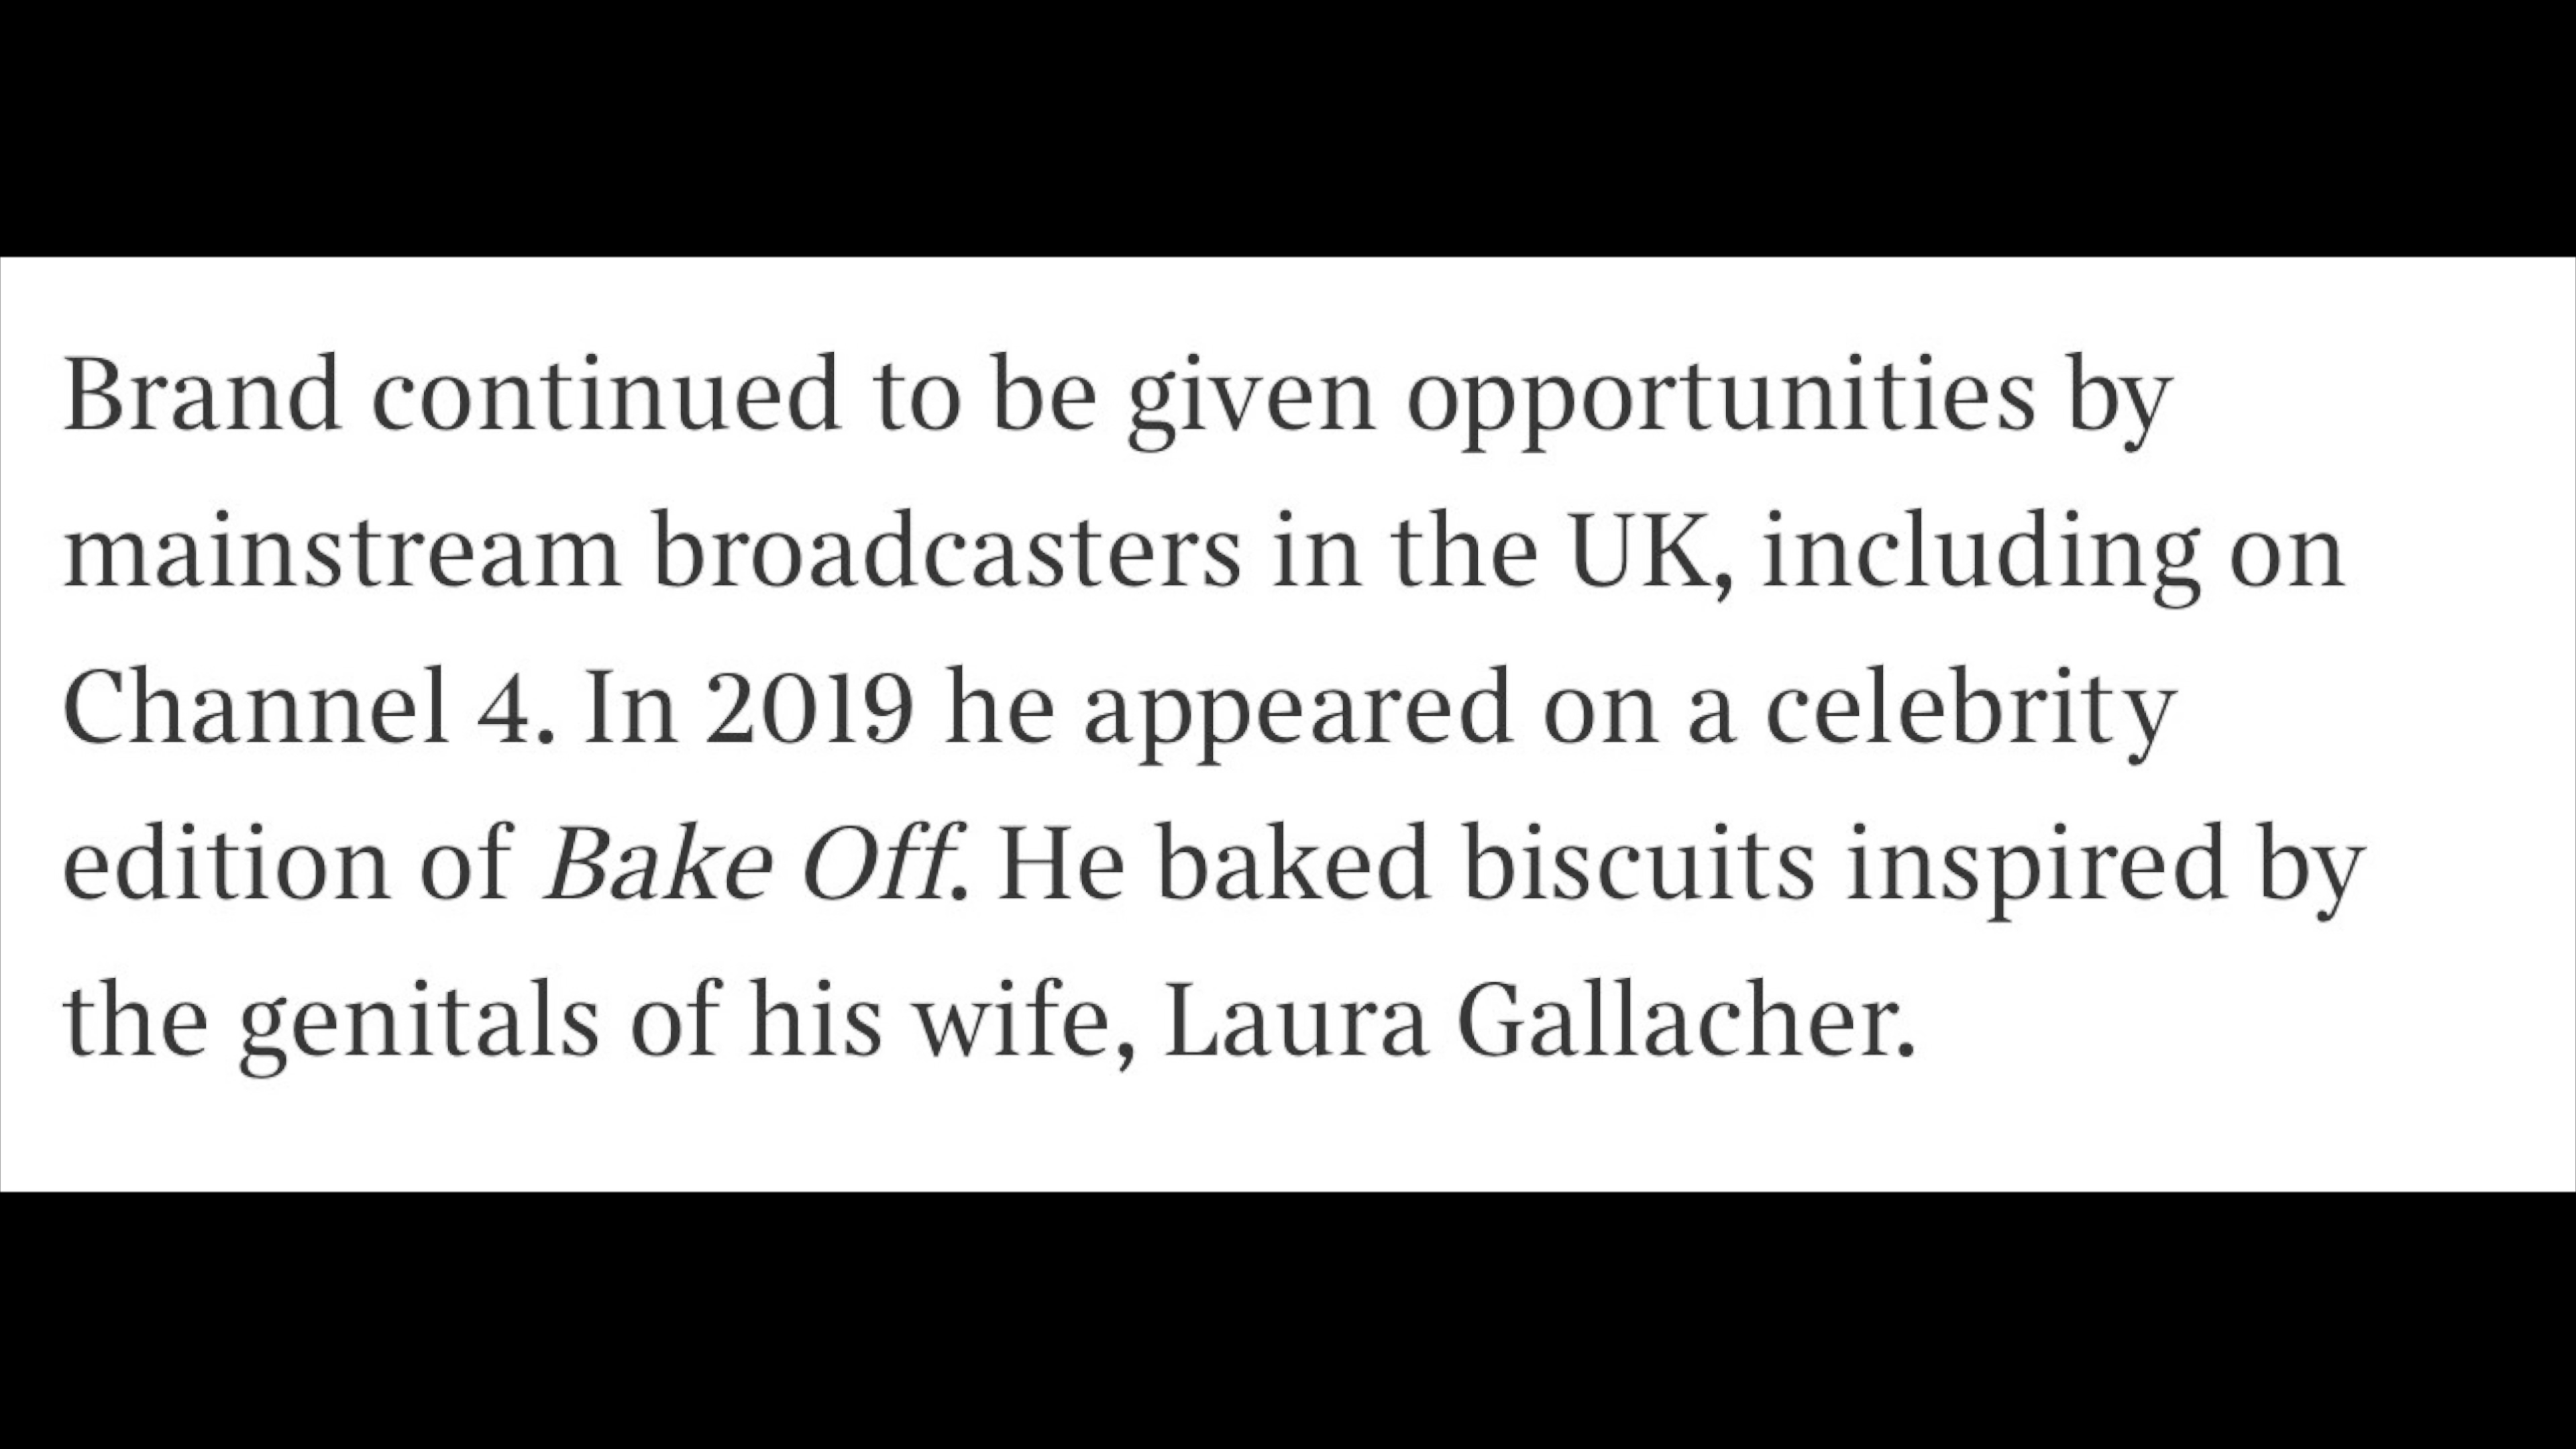 Brand continued to be given opportunities by
mainstream broadcasters in the UK, including on
Channel 4. In 2019 he appeared on a celebrity
edition of Bake Off. He baked biscuits inspired by
the genitals of his wife, Laura Gallacher.